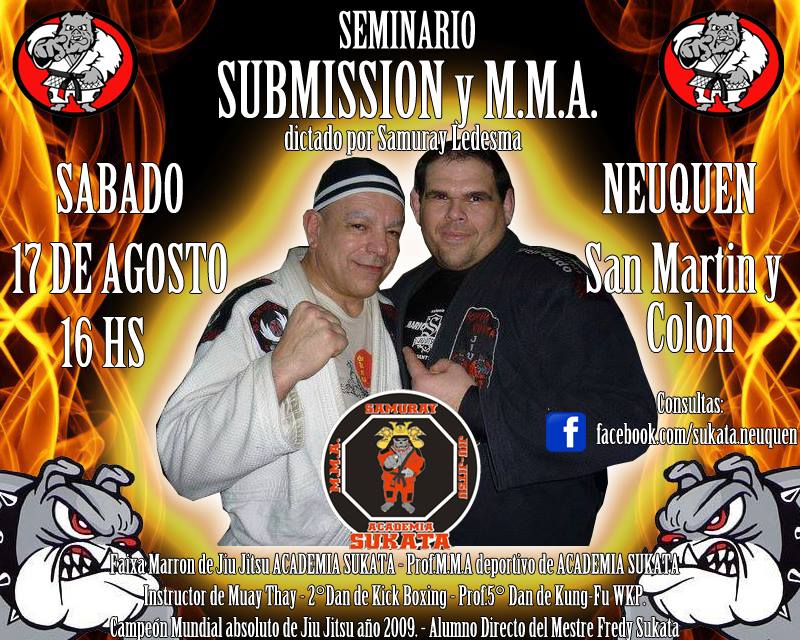 SEMINARIO
SUBMISSION y M.M.A.
dictado por Samuray Ledesma
SABADO
17 DE AGOSTO
16 HS
NEUQUEN
San Martin y
Colon
Consultas:
facebook.com/sukata.neuquen
SAMURAY
M.M.A.
JIU-JITSU
ACADEMIA
SUKATA
Faixa Marron de Jiu Jitsu ACADEMIA SUKATA - Prof.M.M.A deportivo de ACADEMIA SUKATA
Instructor de Muay Thay - 2°Dan de Kick Boxing - Prof.5° Dan de Kung-Fu WKP.
Campeón Mundial absoluto de Jiu Jitsu año 2009. - Alumno Directo del Mestre Fredy Sukata